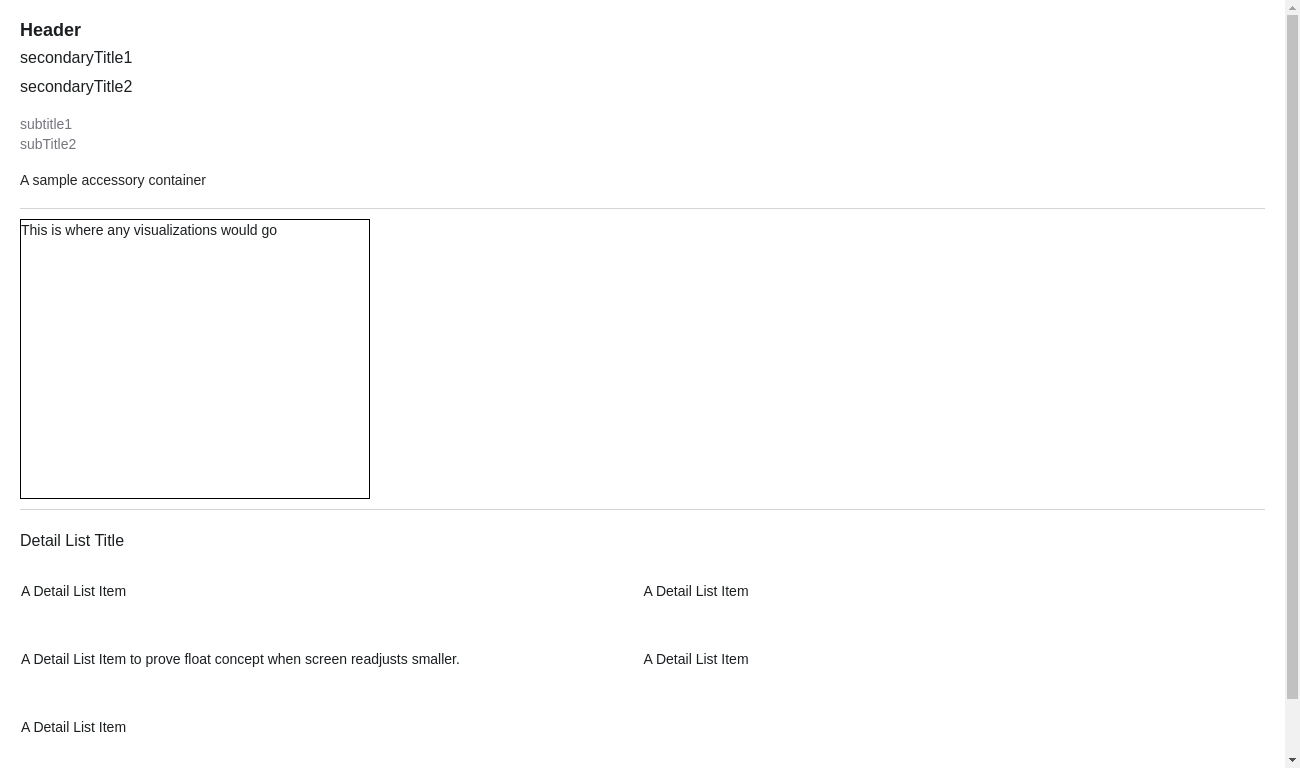 Header
secondaryTitle1
secondaryTitle2
subtitle1
subTitle2
A sample accessory container
This is where any visualizations would go
Detail List Title
A Detail List Item
A Detail List Item
A Detail List Item to prove float concept when screen readjusts smaller.
A Detail List Item
A Detail List Item